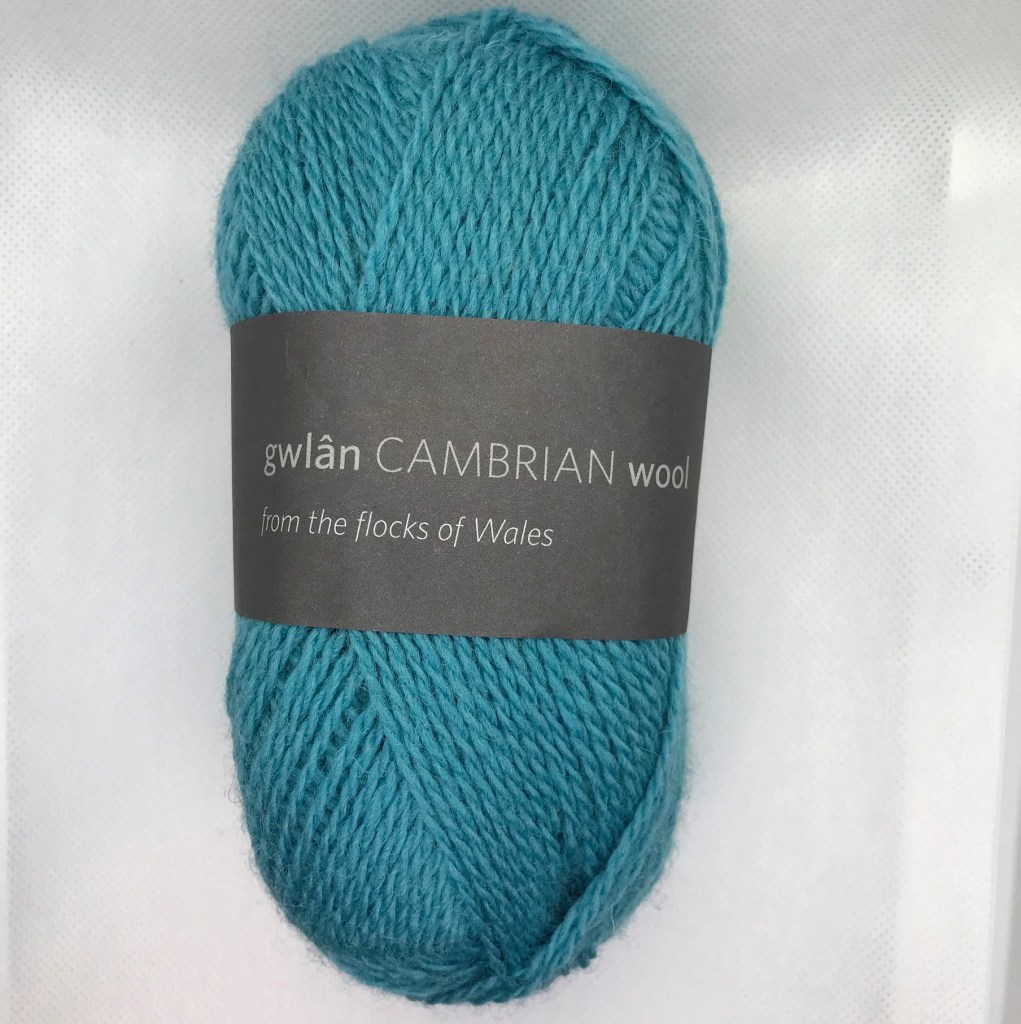 gwlân CAMBRIAN wool
from the flocks of Wales